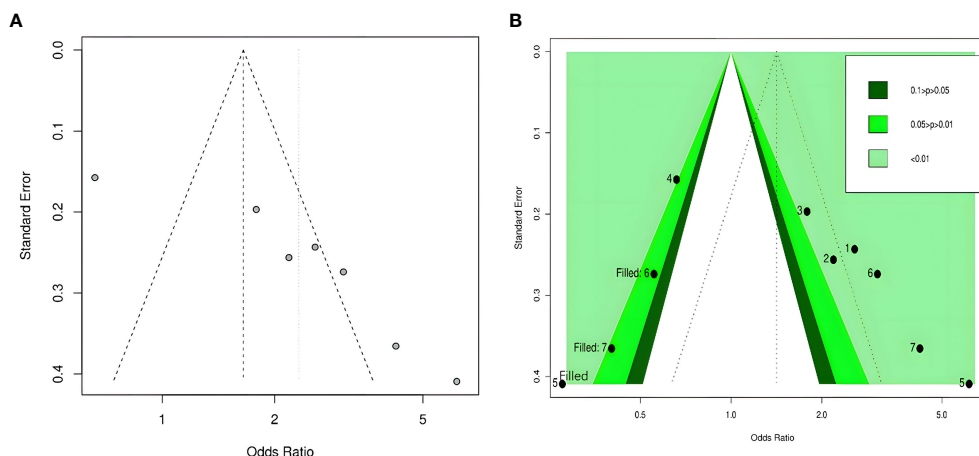 A
0.0
0.1
0.2
0.3
0.4
Standard Error
1
2
5
Odds Ratio
B
0.0
0.1
0.2
0.3
0.4
Standard Error
0.1>p>0.05
0.05>p>0.01
<0.01
4
3
1
2
6
Filled: 6
Filled: 7
7
5
Filled
5
0.5
1.0
2.0
5.0
Odds Ratio